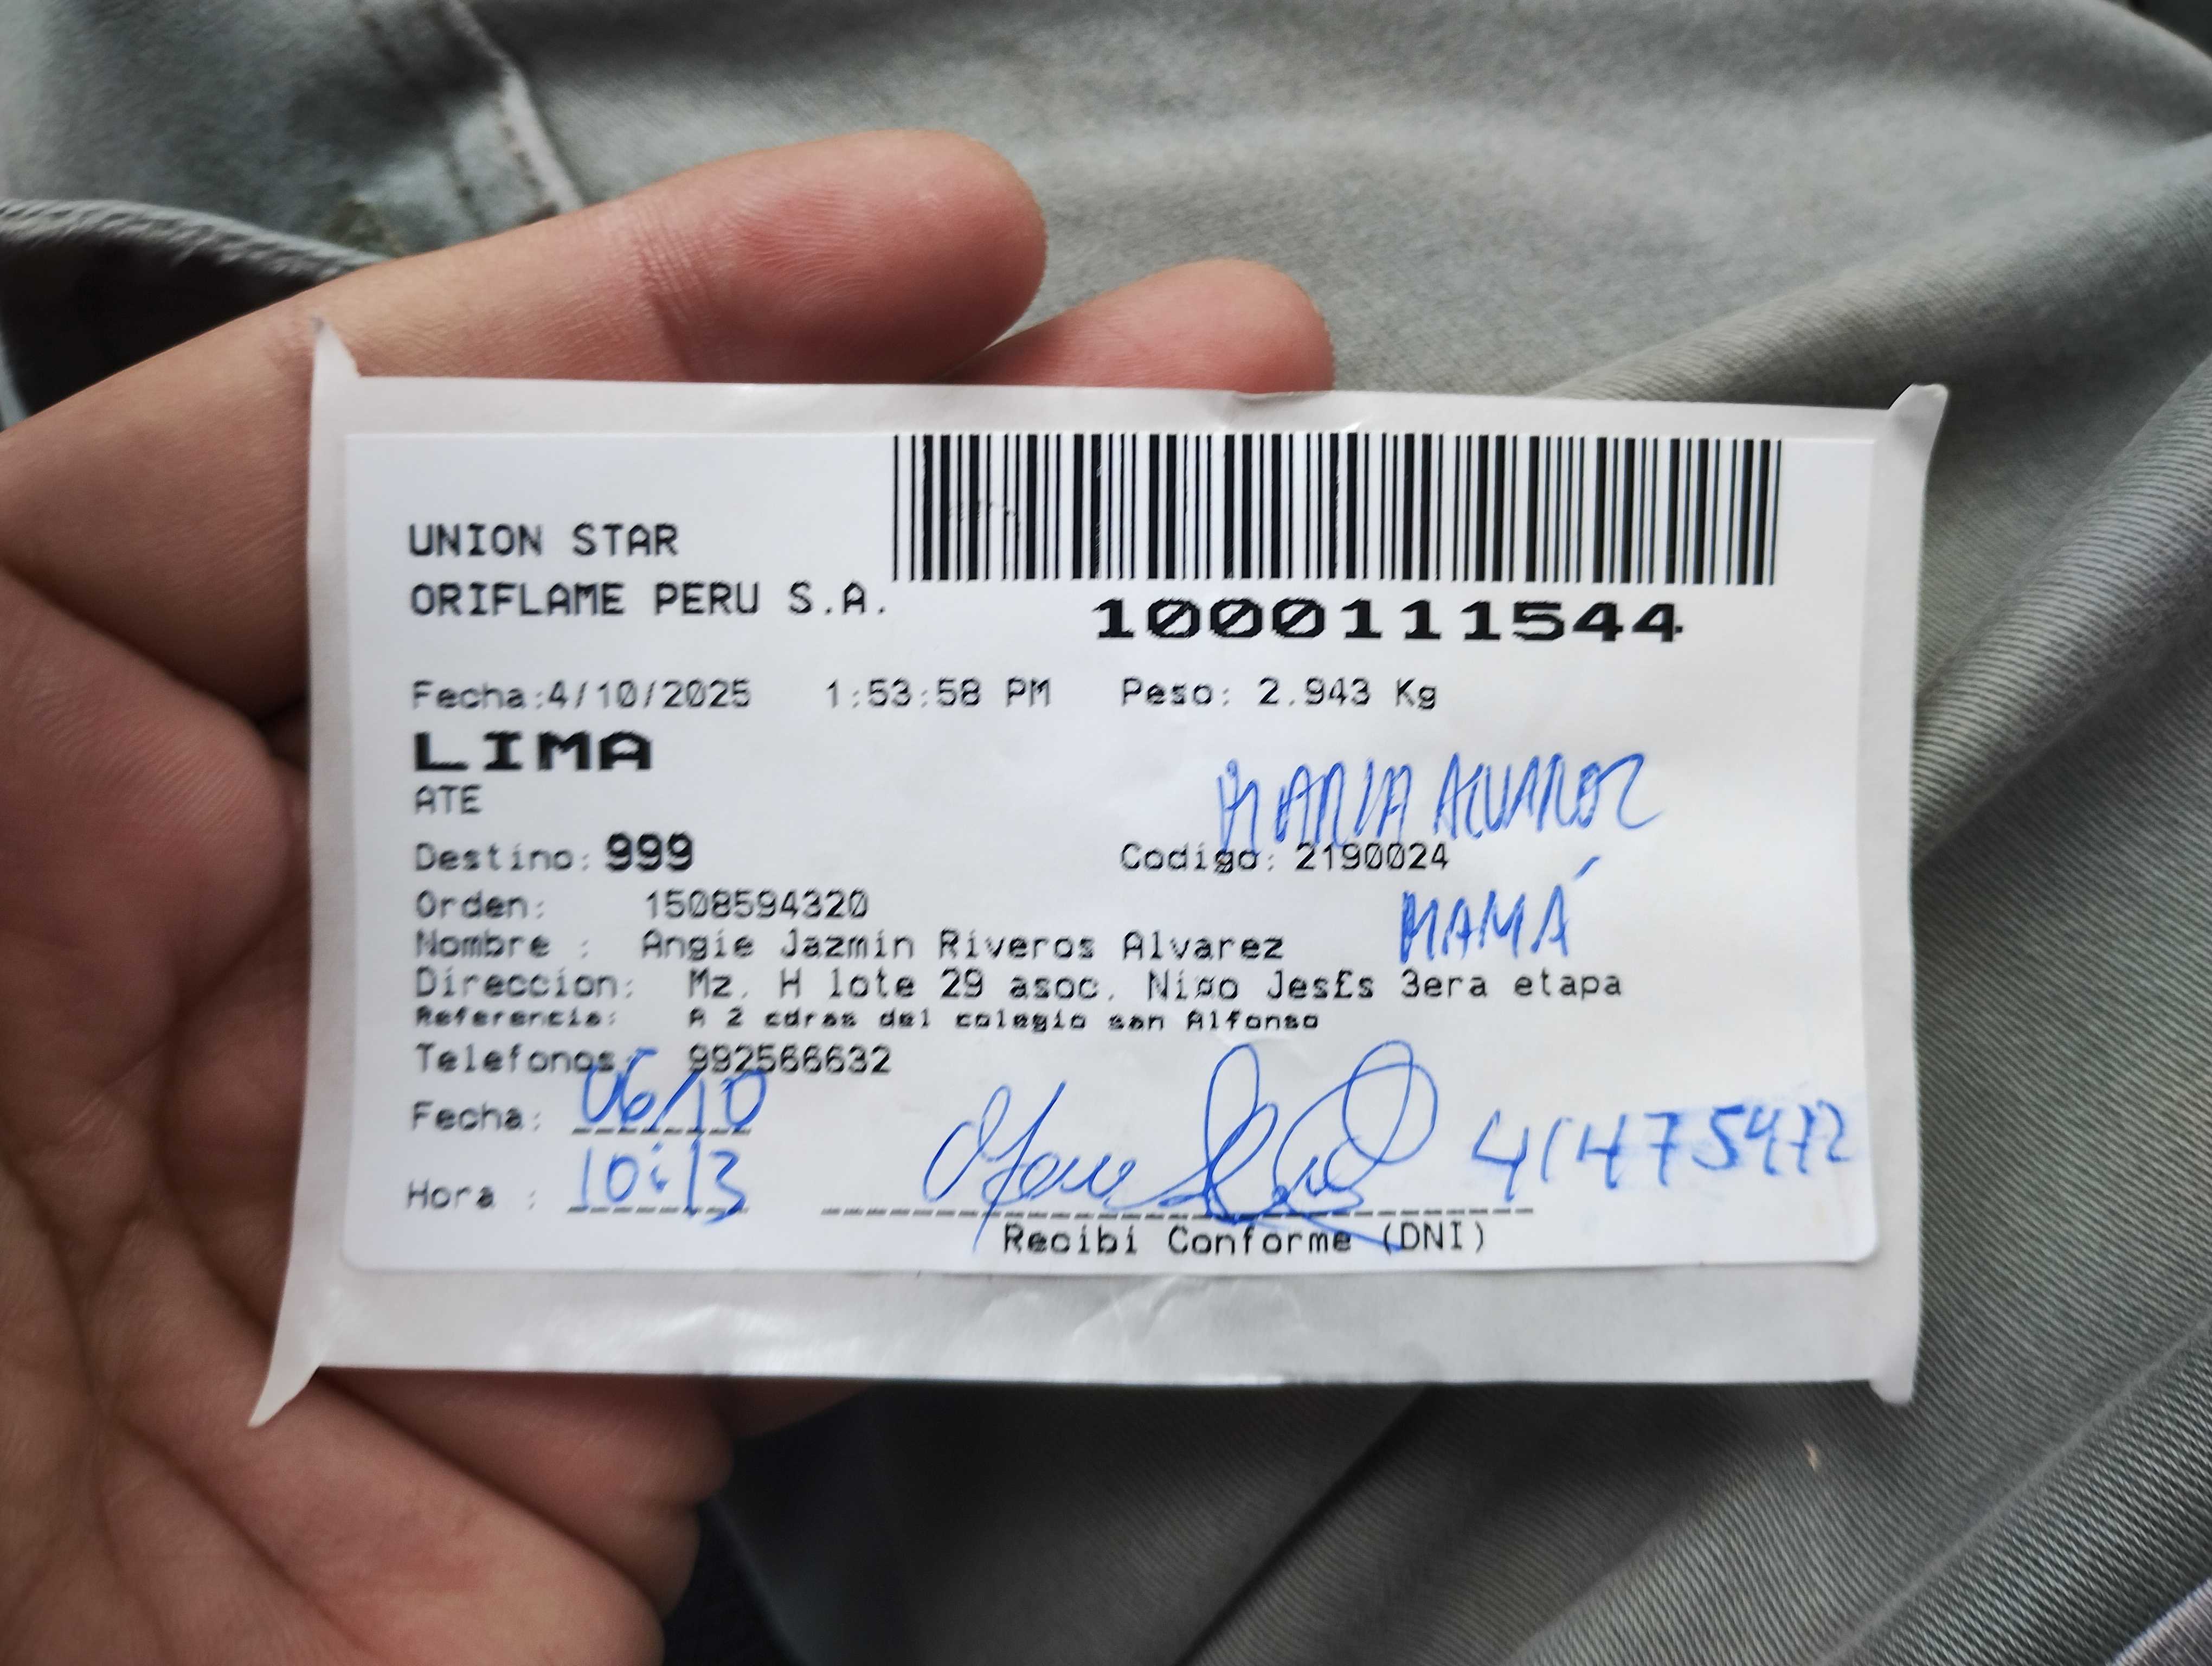 UNION STAR
ORIFLAME PERU S.A.
1000111544
Fecha:4/10/2025 1:53:58 PM Peso: 2.943 Kg
LIMA
MARIA ALVAREZ
ATE
Destino: 999 Codigo: 2190024
Orden: 1508594320
MAMÁ
Nombre : Angie Jazmin Riveros Alvarez
Direccion: Mz. H lote 29 asoc. Niño Jes£s 3era etapa
Referencia: A 2 cdras del colegio san Alfonso
Telefonos: 992566632
Fecha: 06/10
Hora : 10:13
Recibi Conforme (DNI)